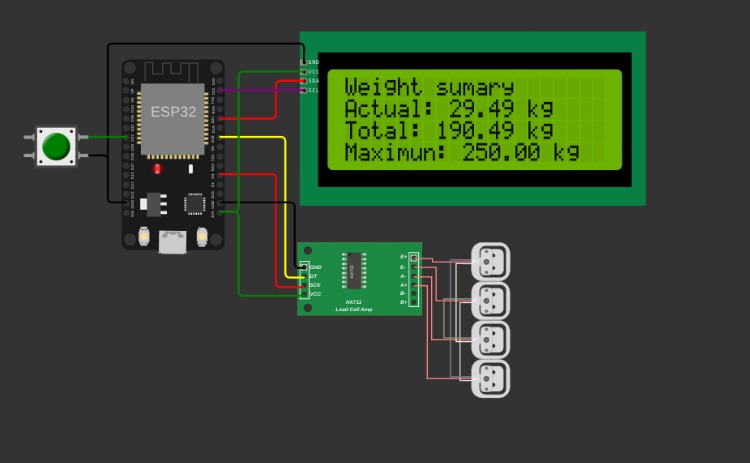 ESP32
GND
VCC
SDA
SCL
Weight sumary
Actual: 29.49 kg
Total: 190.49 kg
Maximun: 250.00 kg
GND
DT
SCK
VCC
HX711
HX711
Load Cell Amp
E+
E-
A-
A+
B-
B+